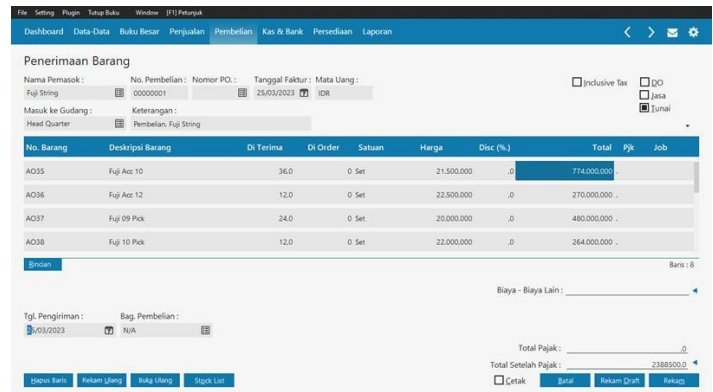 File Setting Plugin Tutup Buku Window [F1] Petunjuk
Dashboard Data-Data Buku Besar Penjualan Pembelian Kas & Bank Persediaan Laporan
Penerimaan Barang
Nama Pemasok : No. Pembelian : Nomor PO. : Tanggal Faktur : Mata Uang :
Fuji String 00000001 25/03/2023 IDR
Inclusive Tax DO
Jasa
Tunai
Masuk ke Gudang : Keterangan :
Head Quarter Pembelian, Fuji String
No. Barang Deskripsi Barang Di Terima Di Order Satuan Harga Disc (%.) Total Pjk Job
AO35 Fuji Acc 10 36.0 0 Set 21.500.000 .0 774.000.000 .
AO36 Fuji Acc 12 12.0 0 Set 22.500.000 .0 270.000.000 .
AO37 Fuji 09 Pick 24.0 0 Set 20.000.000 .0 480.000.000 .
AO38 Fuji 10 Pick 12.0 0 Set 22.000.000 .0 264.000.000 .
Rincian Baris : 8
Biaya - Biaya Lain :
Tgl. Pengiriman : Bag. Pembelian :
25/03/2023 N/A
Total Pajak : .0
Total Setelah Pajak : 2388500.0
Hapus Baris Rekam Ulang Buka Ulang Stock List Cetak Batal Rekam Draft Rekam